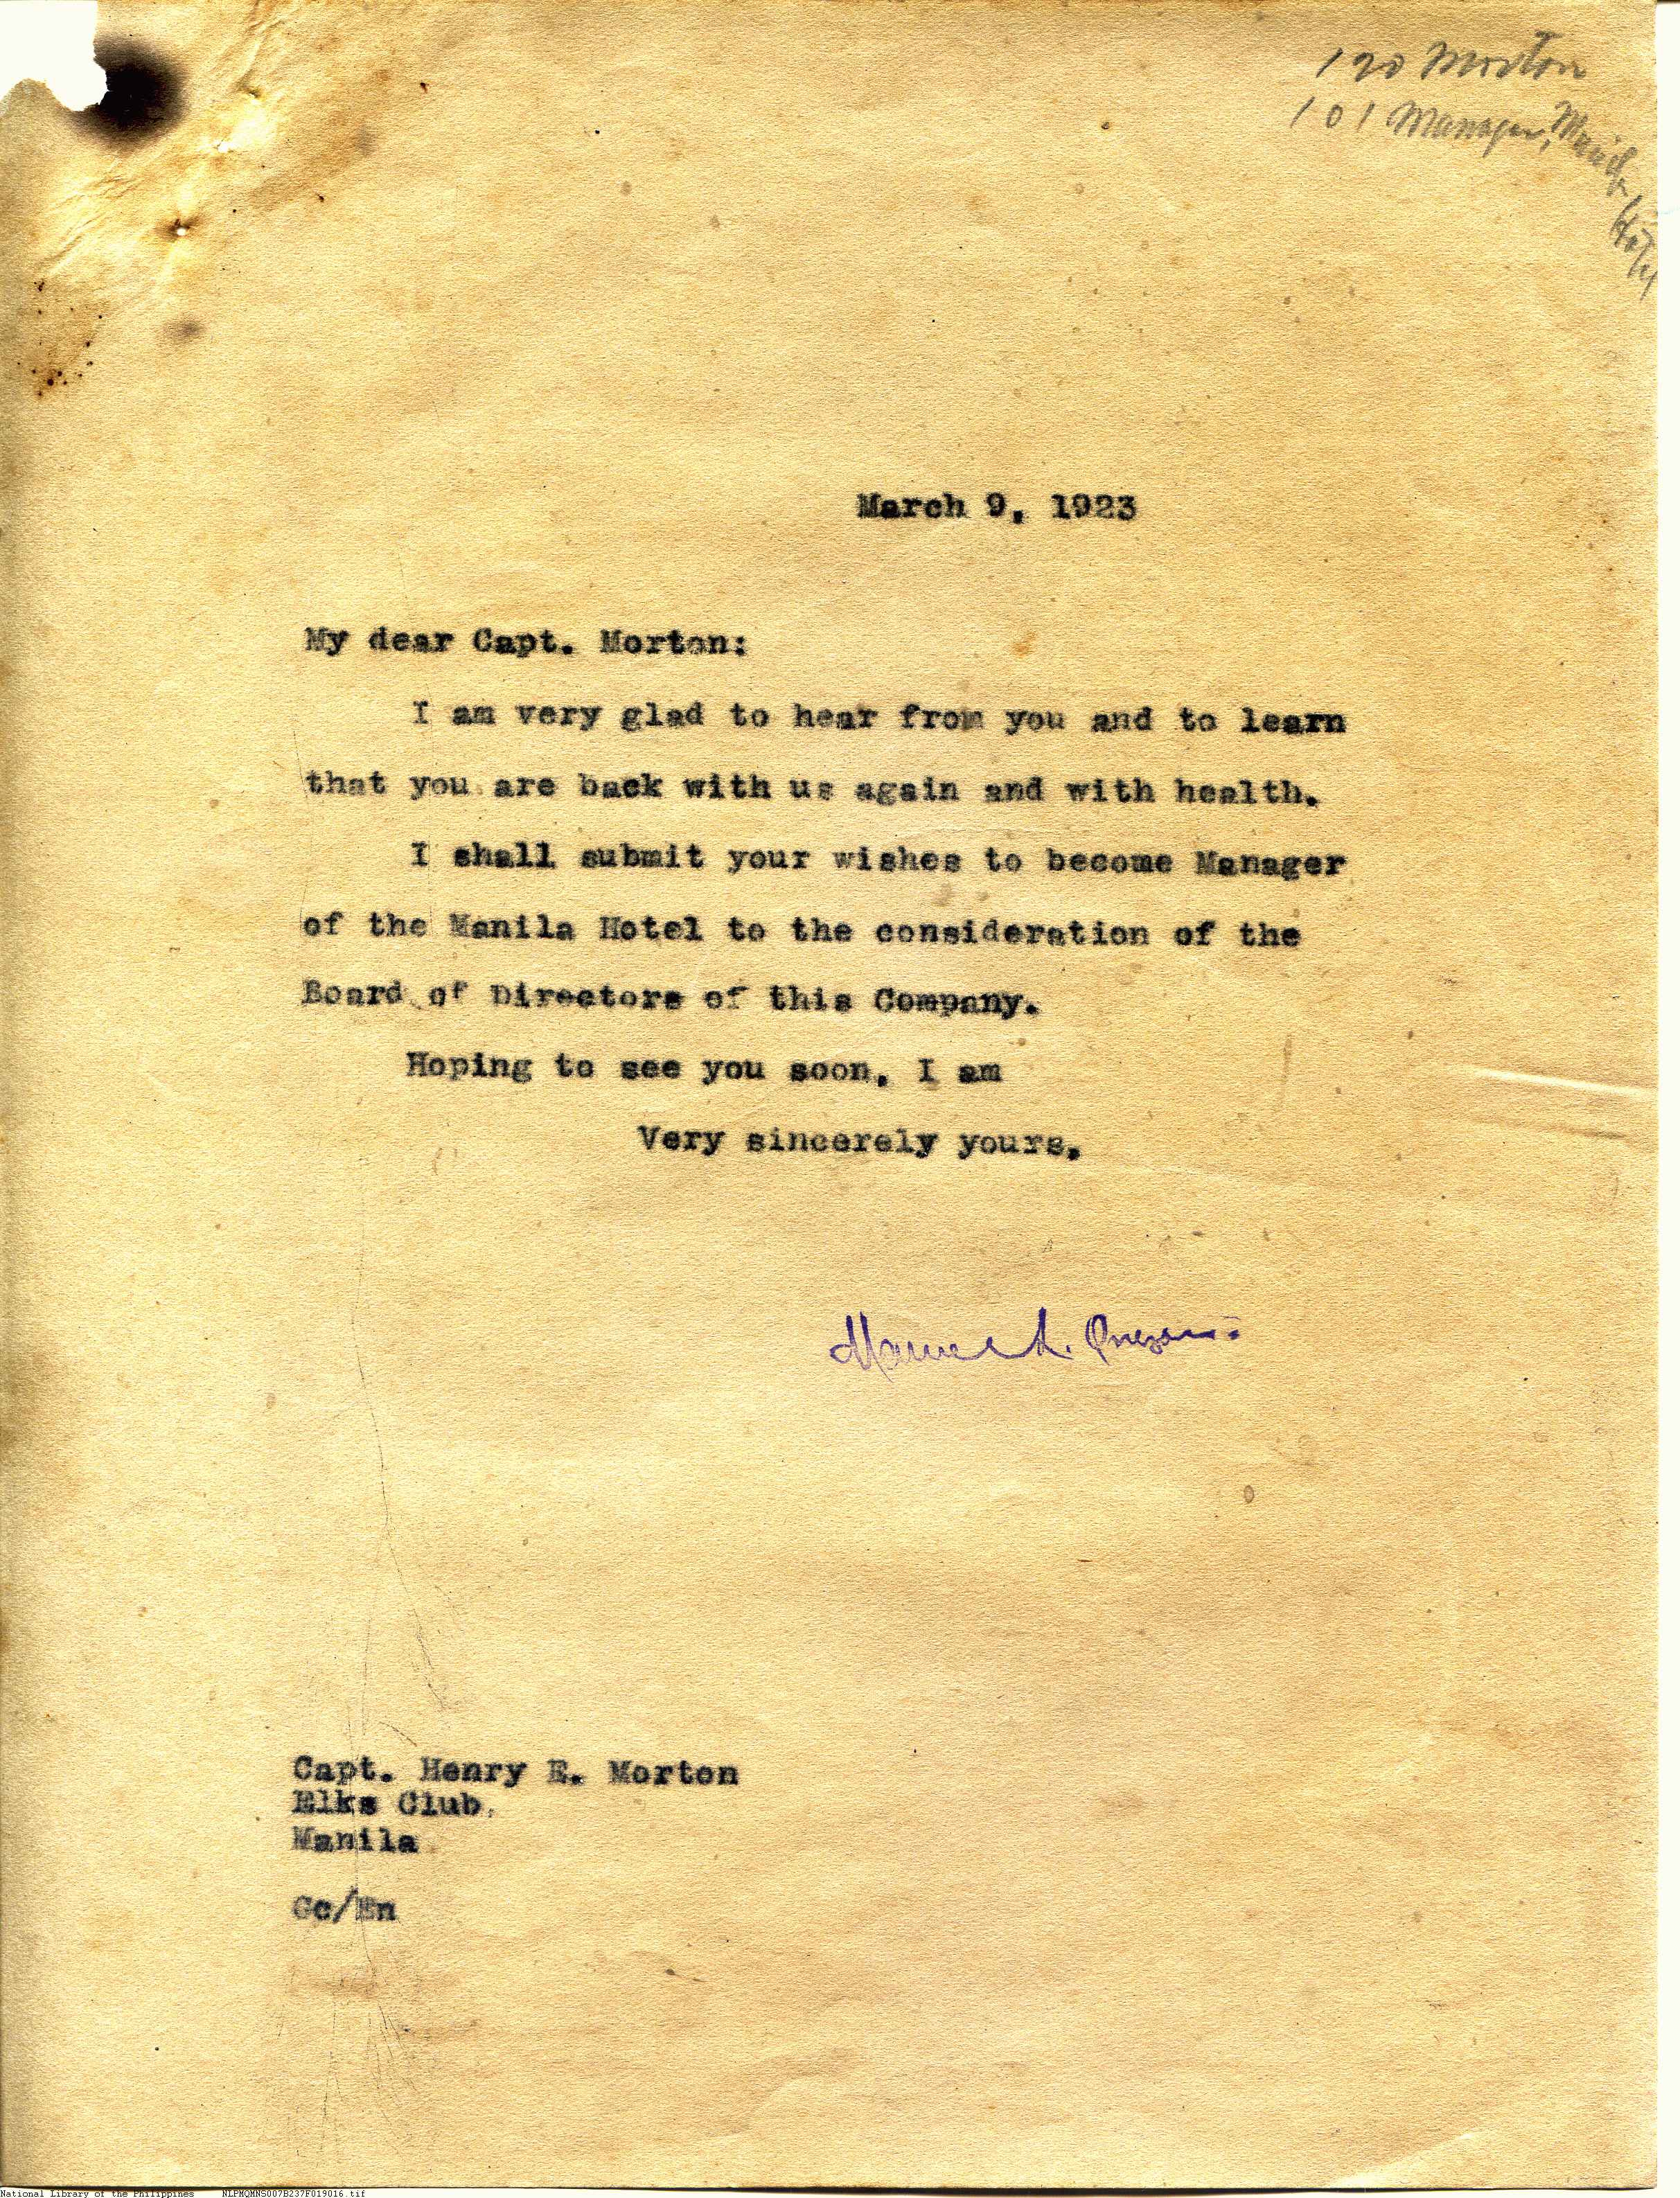 120 Morton
101 Manager, Manila Hotel
March 9, 1923
My dear Capt. Morton:
I am very glad to hear from you and to learn
that you are back with us again and with health.
I shall submit your wishes to become Manager
of the Manila Hotel to the consideration of the
Board of Directors of this Company.
Hoping to see you soon, I am
Very sincerely yours,
Manuel L. Quezon
Capt. Henry E. Morton
Elks Club,
Manila
Gc/En
National Library of the Philippines NLPMQMNS007B237F019016.tif